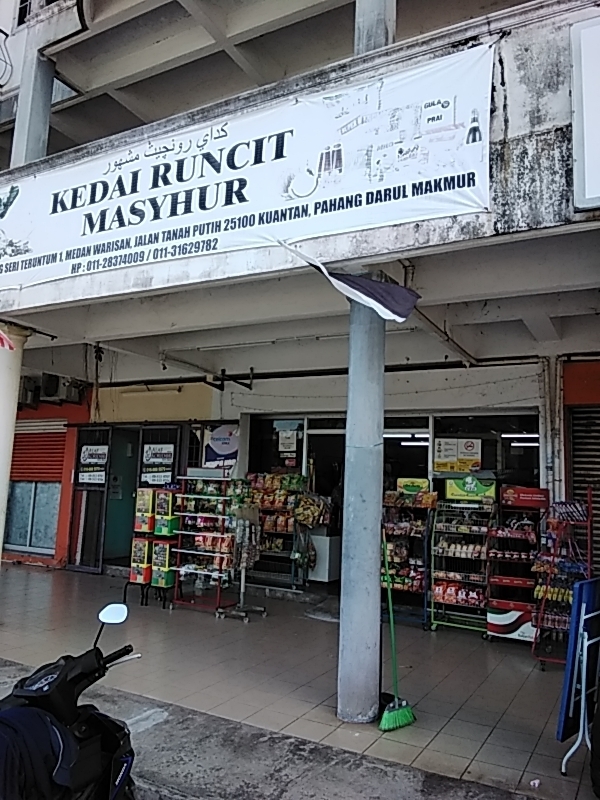 كداي رونچيت مشهور
KEDAI RUNCIT
MASYHUR
G SERI TERUNTUM 1, MEDAN WARISAN, JALAN TANAH PUTIH 25100 KUANTAN, PAHANG DARUL MAKMUR
HP : 011-28374009 / 011-31629782
GULA
PRAI